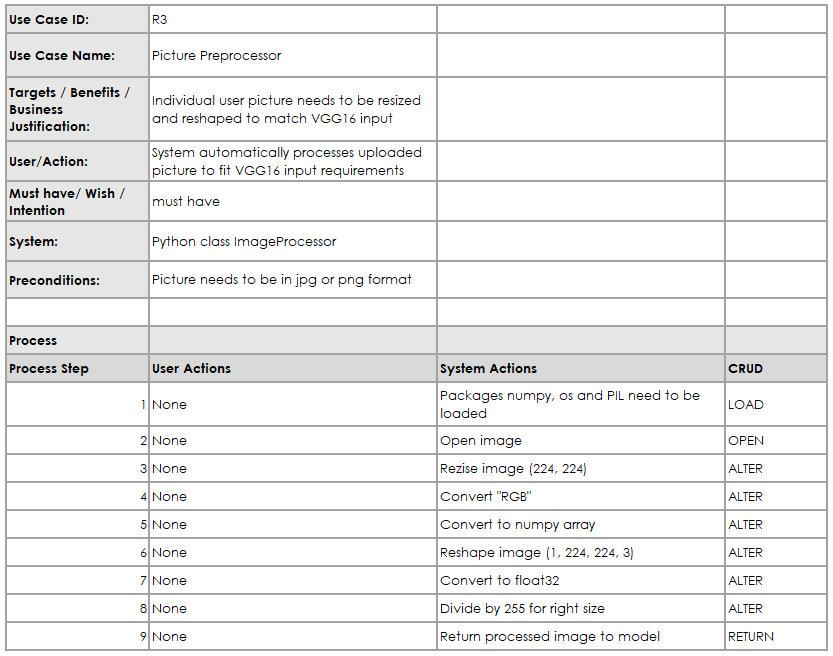 Use Case ID: R3
Use Case Name: Picture Preprocessor
Targets / Benefits /
Business
Justification:
Individual user picture needs to be resized
and reshaped to match VGG16 input
User/Action:
System automatically processes uploaded
picture to fit VGG16 input requirements
Must have/ Wish /
Intention
must have
System: Python class ImageProcessor
Preconditions: Picture needs to be in jpg or png format
Process
Process Step User Actions System Actions CRUD
1 None Packages numpy, os and PIL need to be
loaded LOAD
2 None Open image OPEN
3 None Rezise image (224, 224) ALTER
4 None Convert "RGB" ALTER
5 None Convert to numpy array ALTER
6 None Reshape image (1, 224, 224, 3) ALTER
7 None Convert to float32 ALTER
8 None Divide by 255 for right size ALTER
9 None Return processed image to model RETURN